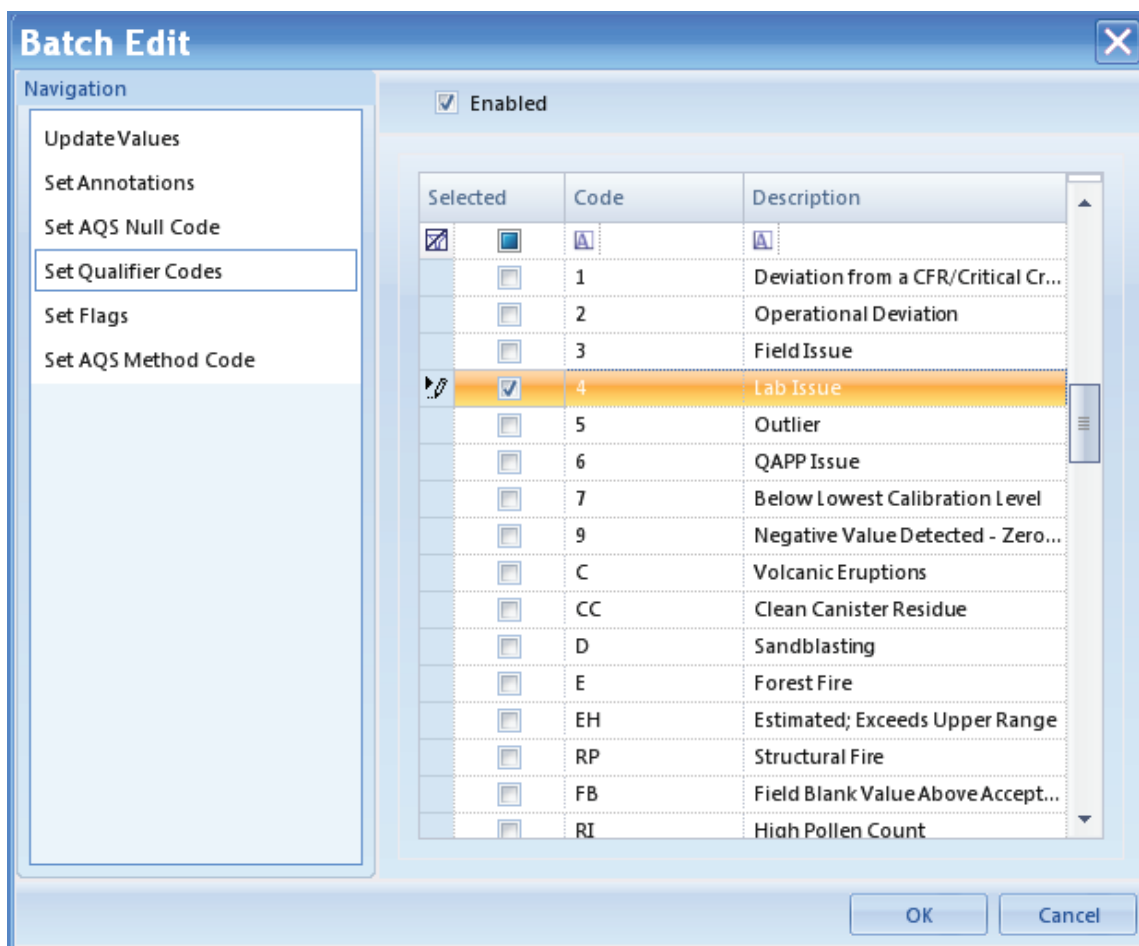 Batch Edit
Navigation
Update Values
Set Annotations
Set AQS Null Code
Set Qualifier Codes
Set Flags
Set AQS Method Code
Enabled
Selected Code Description
1 Deviation from a CFR/Critical Cr...
2 Operational Deviation
3 Field Issue
4 Lab Issue
5 Outlier
6 QAPP Issue
7 Below Lowest Calibration Level
9 Negative Value Detected - Zero...
C Volcanic Eruptions
CC Clean Canister Residue
D Sandblasting
E Forest Fire
EH Estimated; Exceeds Upper Range
RP Structural Fire
FB Field Blank Value Above Accept...
RI High Pollen Count
OK Cancel